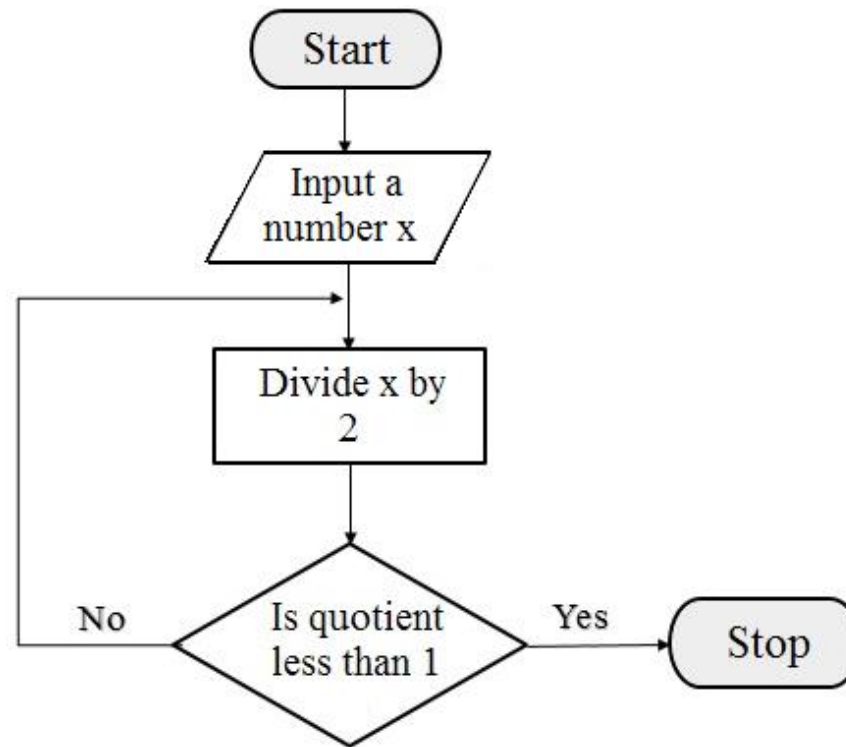 Start
Input a
number x
Divide x by
2
Is quotient
less than 1
No
Yes
Stop